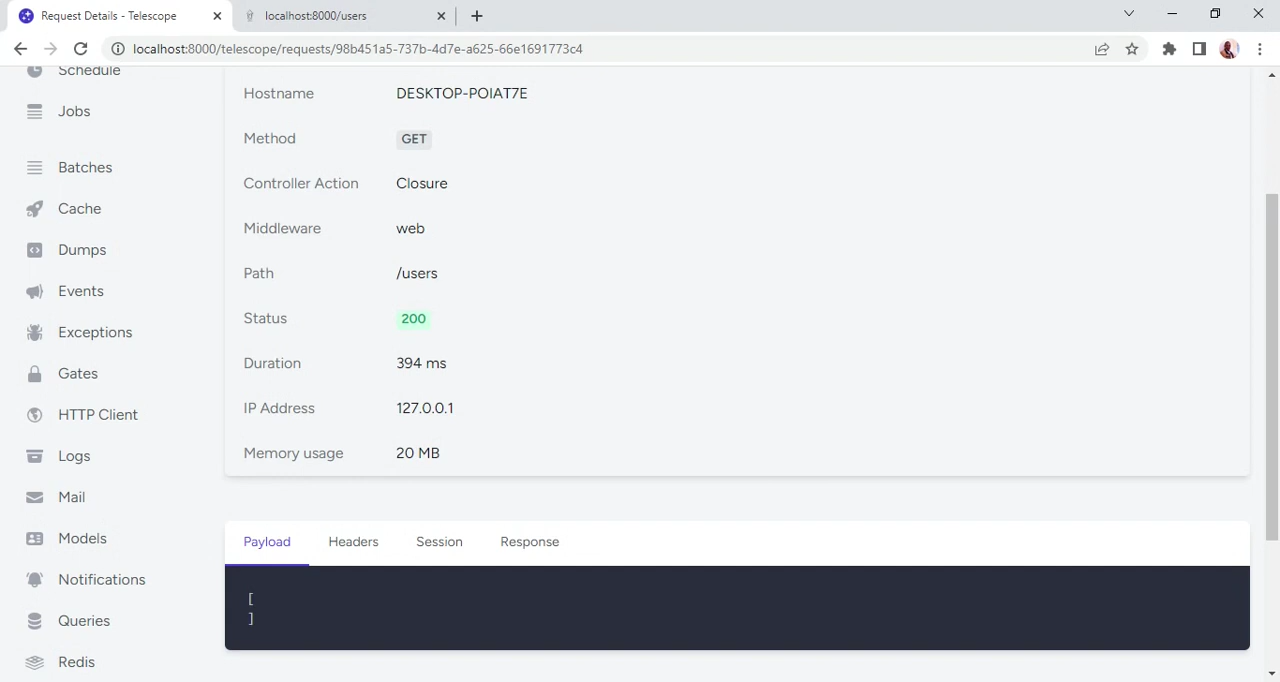 Request Details - Telescope
localhost:8000/users
localhost:8000/telescope/requests/98b451a5-737b-4d7e-a625-66e1691773c4
Schedule
Jobs
Batches
Cache
Dumps
Events
Exceptions
Gates
HTTP Client
Logs
Mail
Models
Notifications
Queries
Redis
Hostname DESKTOP-POIAT7E
Method GET
Controller Action Closure
Middleware web
Path /users
Status 200
Duration 394 ms
IP Address 127.0.0.1
Memory usage 20 MB
Payload Headers Session Response
[
]